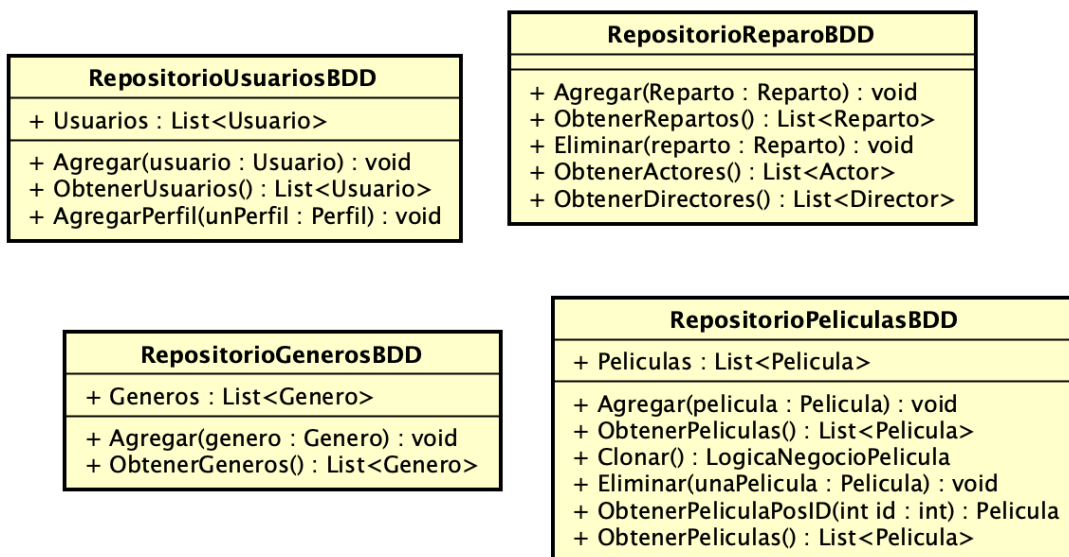 RepositorioUsuariosBDD
+ Usuarios : List<Usuario>
+ Agregar(usuario : Usuario) : void
+ ObtenerUsuarios() : List<Usuario>
+ AgregarPerfil(unPerfil : Perfil) : void
RepositorioReparoBDD
+ Agregar(Reparto : Reparto) : void
+ ObtenerRepartos() : List<Reparto>
+ Eliminar(reparto : Reparto) : void
+ ObtenerActores() : List<Actor>
+ ObtenerDirectores() : List<Director>
RepositorioGenerosBDD
+ Generos : List<Genero>
+ Agregar(genero : Genero) : void
+ ObtenerGeneros() : List<Genero>
RepositorioPeliculasBDD
+ Peliculas : List<Pelicula>
+ Agregar(pelicula : Pelicula) : void
+ ObtenerPeliculas() : List<Pelicula>
+ Clonar() : LogicaNegocioPelicula
+ Eliminar(unaPelicula : Pelicula) : void
+ ObtenerPeliculaPosID(int id : int) : Pelicula
+ ObtenerPeliculas() : List<Pelicula>